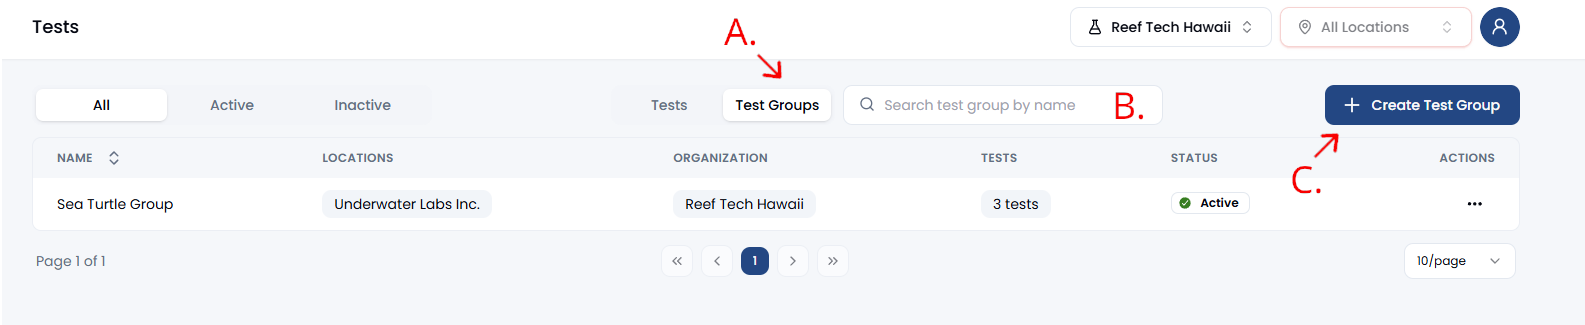 Tests
Reef Tech Hawaii
All Locations
A.
All
Active
Inactive
Tests
Test Groups
Search test group by name
B.
+ Create Test Group
C.
NAME
LOCATIONS
ORGANIZATION
TESTS
STATUS
ACTIONS
Sea Turtle Group
Underwater Labs Inc.
Reef Tech Hawaii
3 tests
Active
...
Page 1 of 1
« ‹ 1 › »
10/page